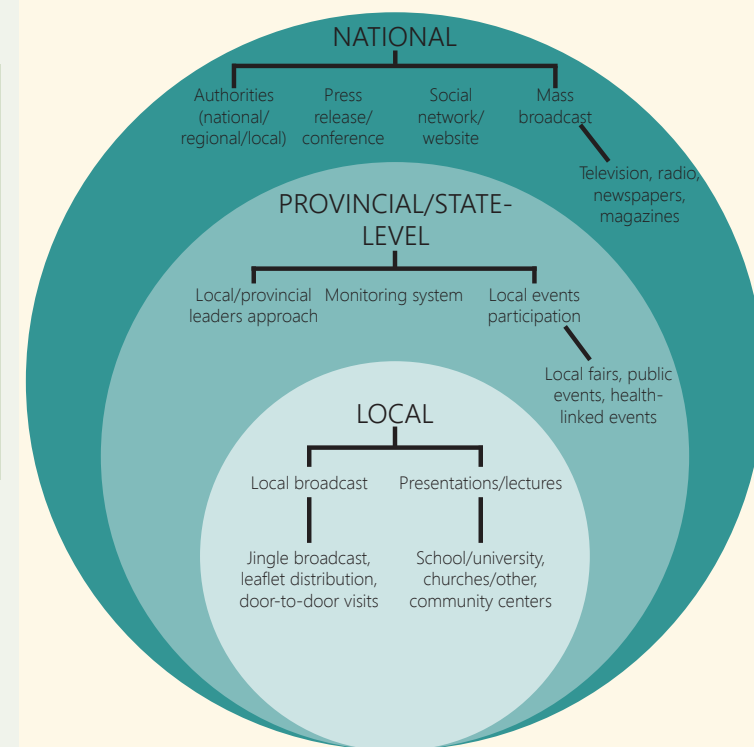 NATIONAL
Authorities
(national/
regional/local)
Press
release/
conference
Social
network/
website
Mass
broadcast
Television, radio,
newspapers,
magazines
PROVINCIAL/STATE-
LEVEL
Local/provincial
leaders approach
Monitoring system
Local events
participation
Local fairs, public
events, health-
linked events
LOCAL
Local broadcast
Presentations/lectures
Jingle broadcast,
leaflet distribution,
door-to-door visits
School/university,
churches/other,
community centers